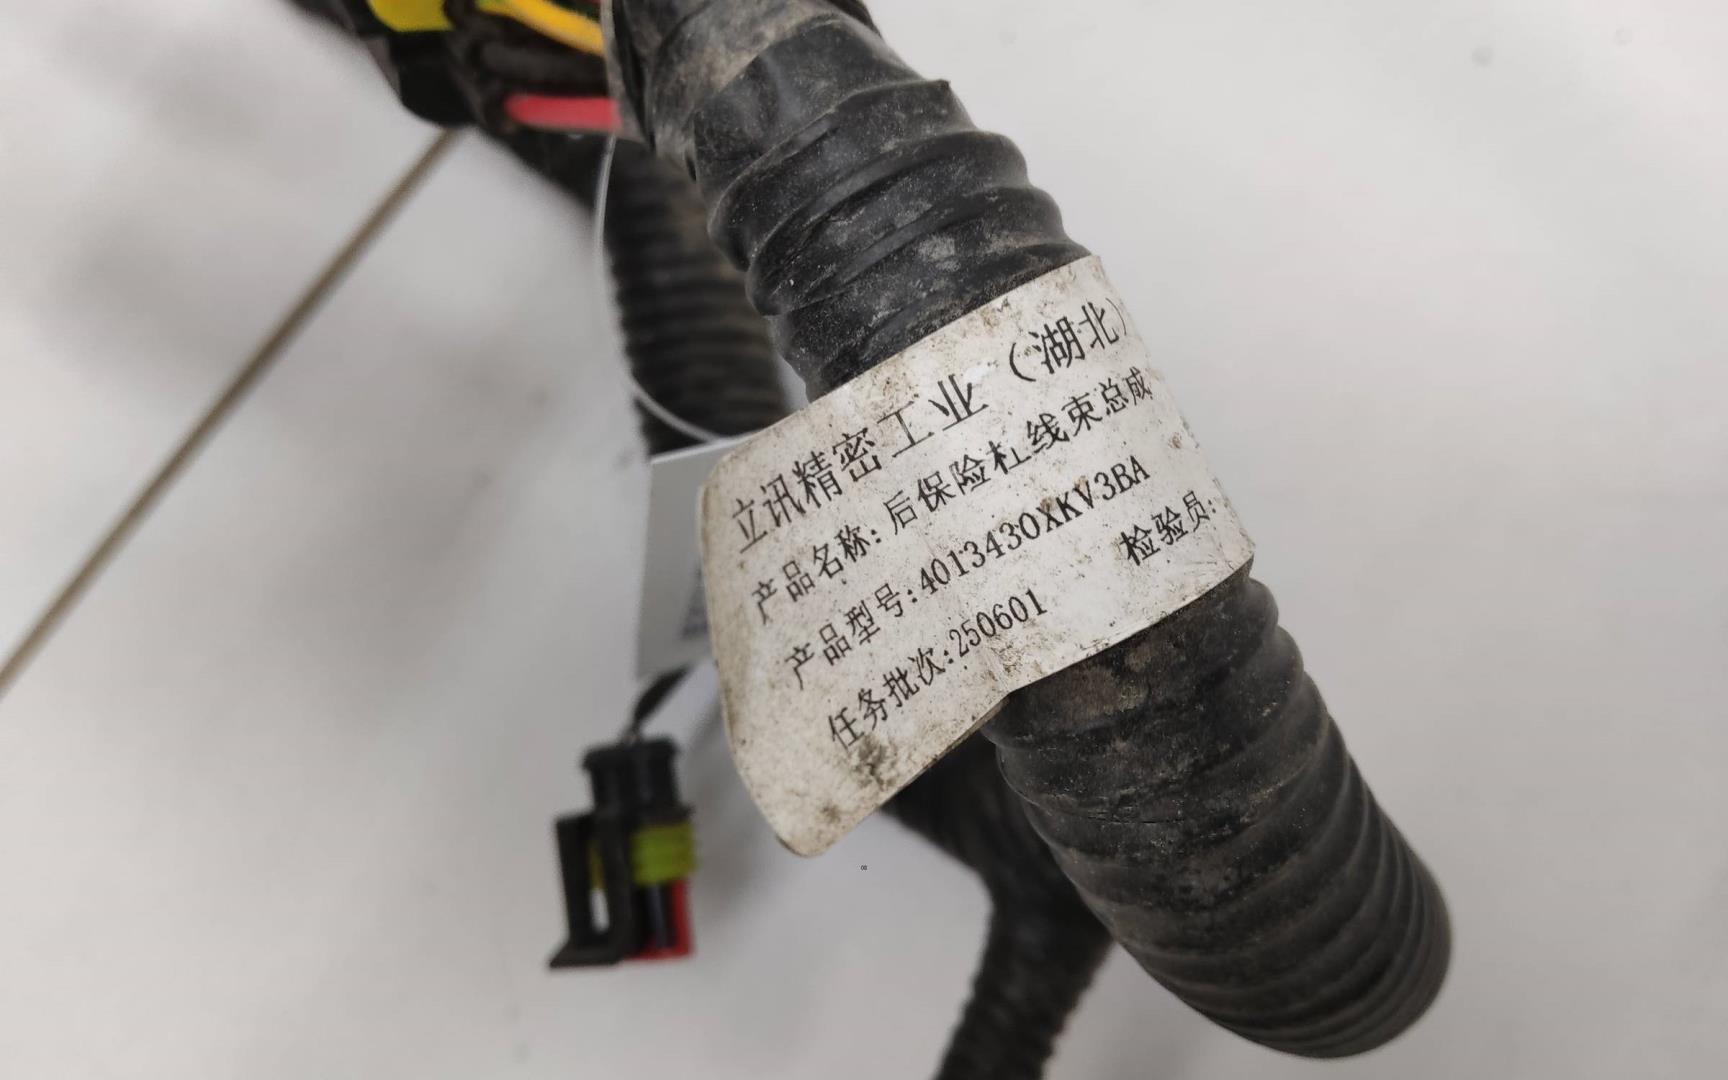 立讯精密工业（湖北）
产品名称:后保险杠线束总成
产品型号:4013430XKV3BA
任务批次:250601 检验员: